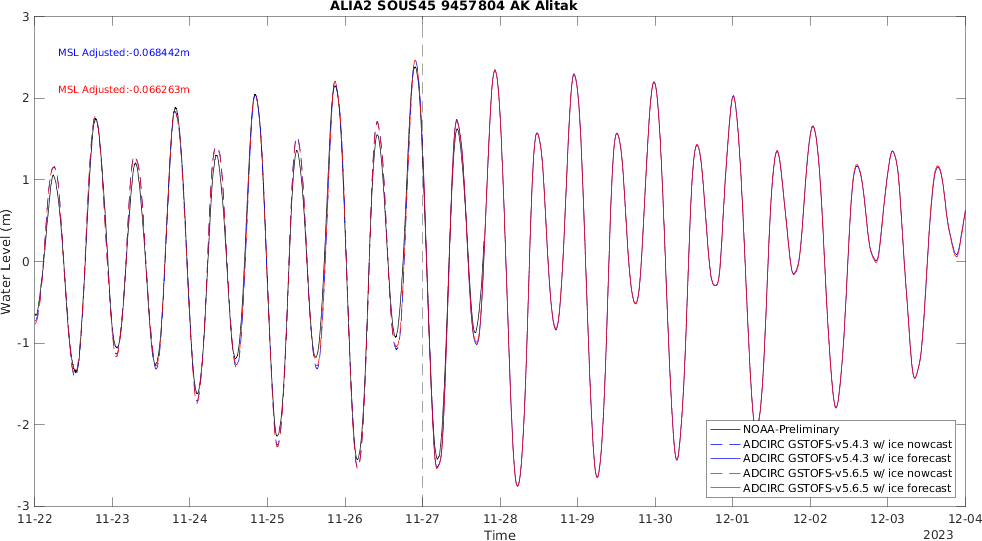 ALIA2 SOUS45 9457804 AK Alitak
3
MSL Adjusted:-0.068442m
MSL Adjusted:-0.066263m
2
1
0
-1
-2
-3
Water Level (m)
NOAA-Preliminary
ADCIRC GSTOFS-v5.4.3 w/ ice nowcast
ADCIRC GSTOFS-v5.4.3 w/ ice forecast
ADCIRC GSTOFS-v5.6.5 w/ ice nowcast
ADCIRC GSTOFS-v5.6.5 w/ ice forecast
11-22 11-23 11-24 11-25 11-26 11-27 11-28 11-29 11-30 12-01 12-02 12-03 12-04
Time
2023